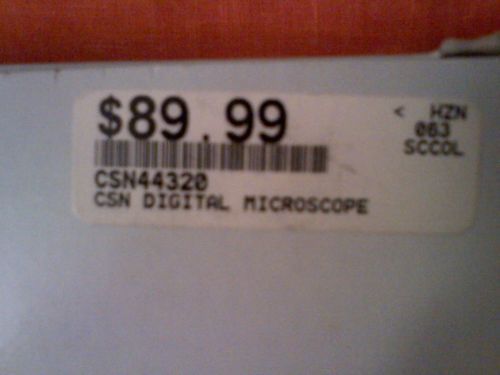 $89.99
< HZN
063
SCCOL
CSN44320
CSN DIGITAL MICROSCOPE